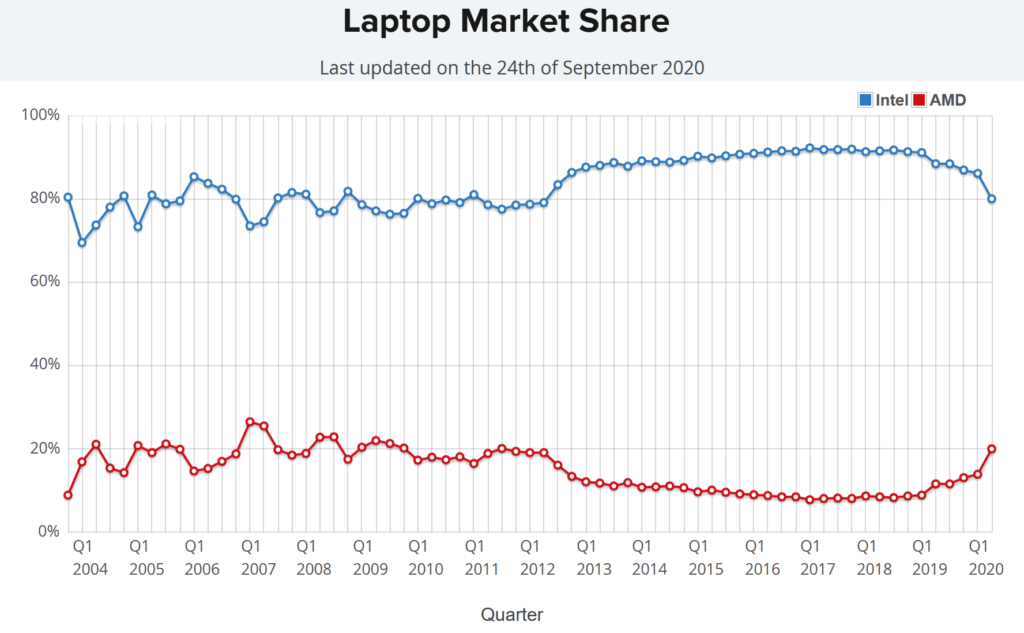 Laptop Market Share
Last updated on the 24th of September 2020
Intel AMD
100%
80%
60%
40%
20%
0%
Q1 Q1 Q1 Q1 Q1 Q1 Q1 Q1 Q1 Q1 Q1 Q1 Q1 Q1 Q1 Q1 Q1
2004 2005 2006 2007 2008 2009 2010 2011 2012 2013 2014 2015 2016 2017 2018 2019 2020
Quarter